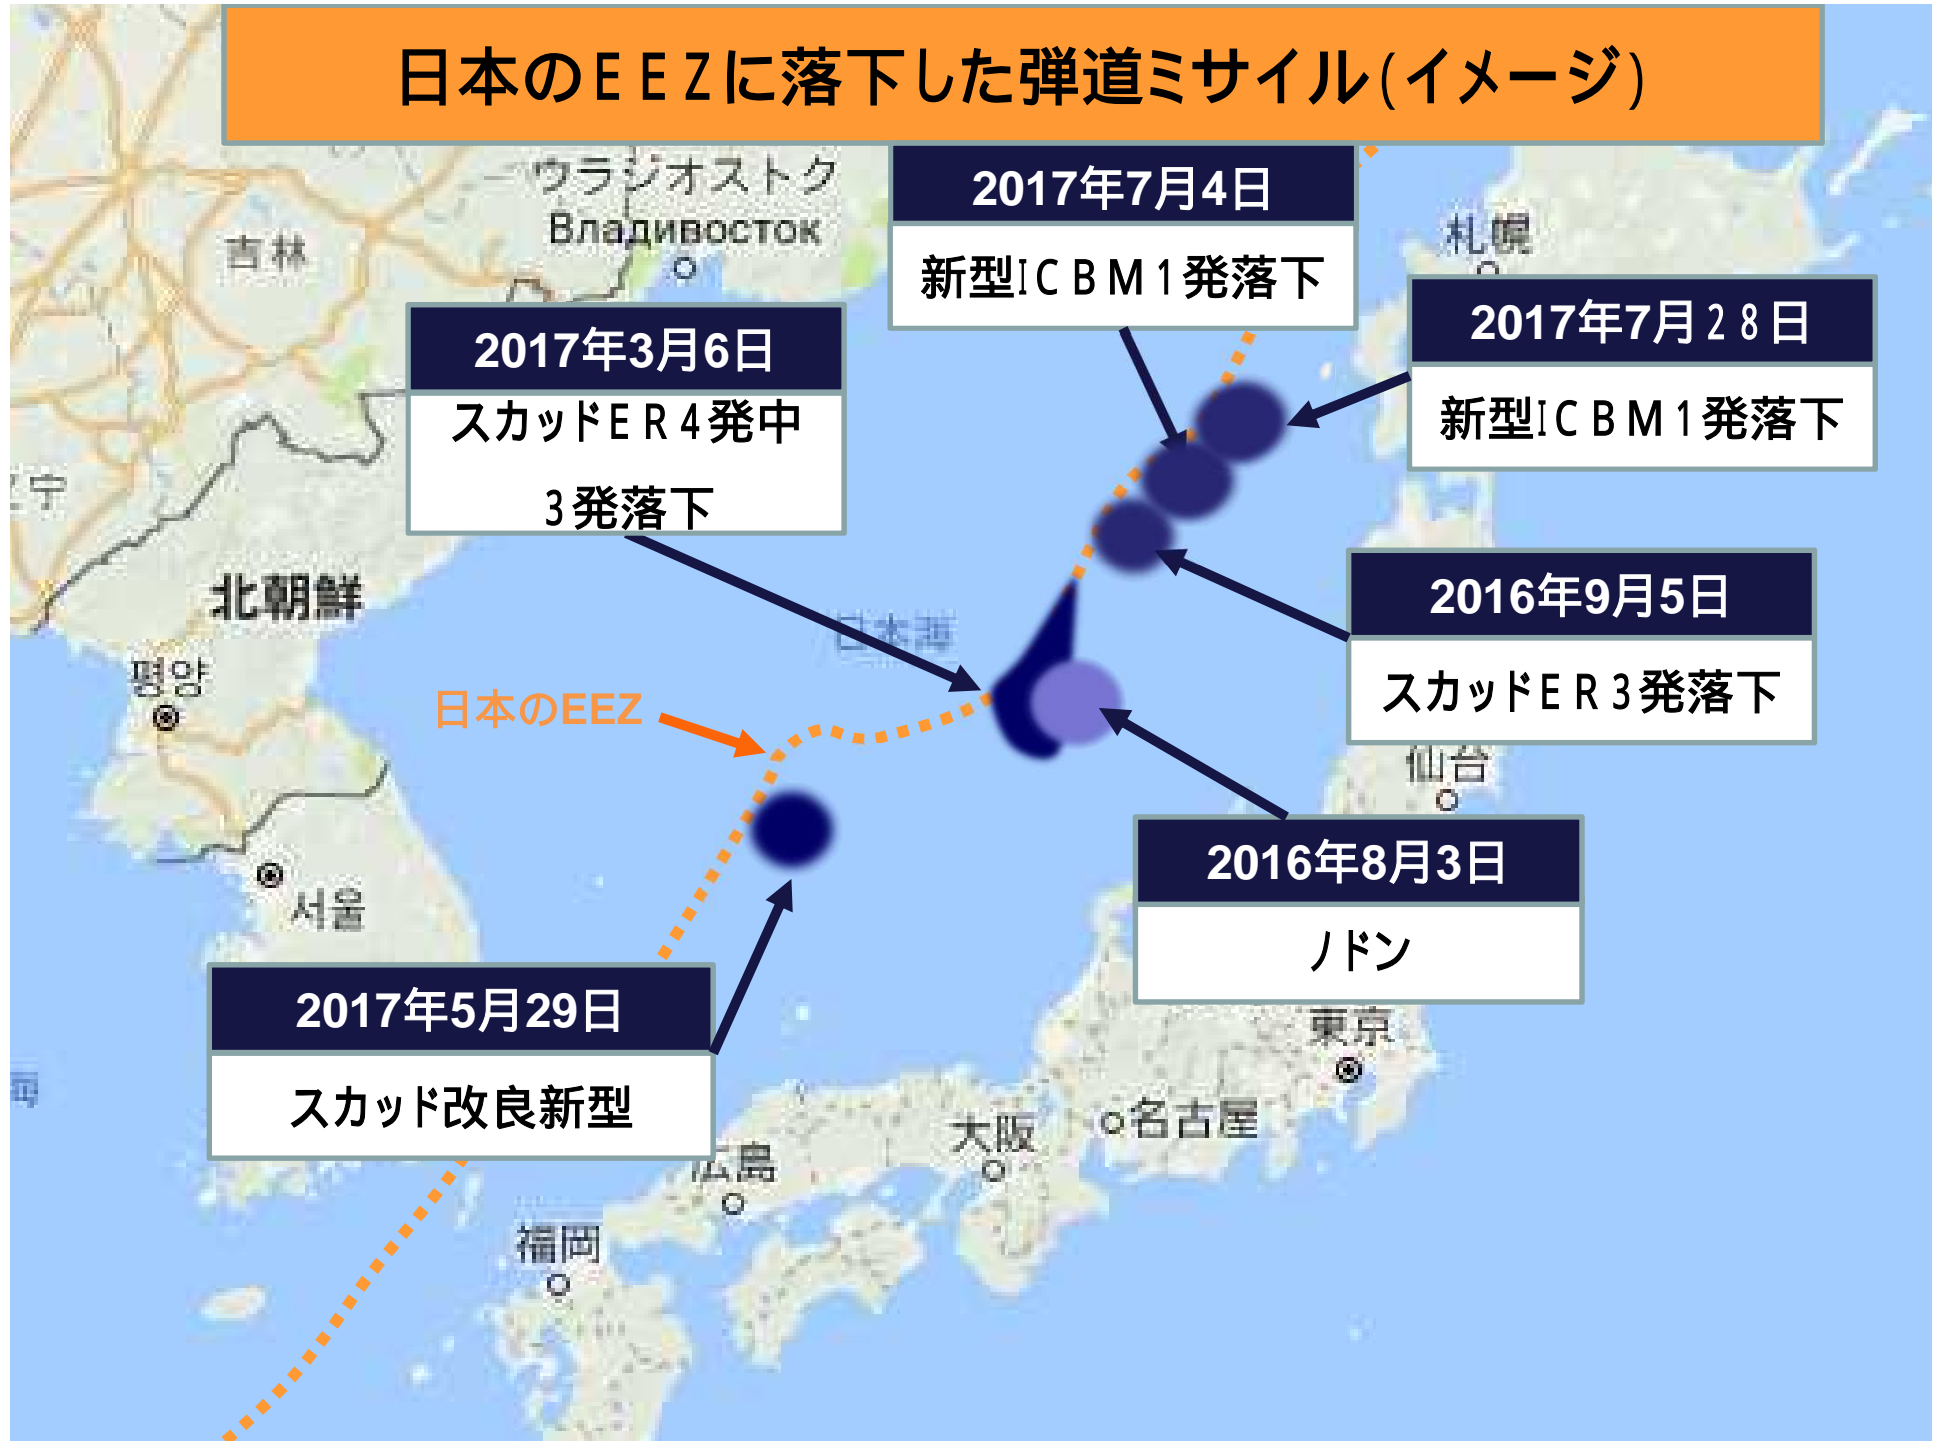 日本のEEZに落下した弾道ミサイル(イメージ)
ウラジオストク
Владивосток
吉林
2017年7月4日
新型ICBM1発落下
札幌
2017年7月28日
新型ICBM1発落下
2017年3月6日
スカッドER4発中
3発落下
宁
北朝鮮
평양
日本海
日本のEEZ
2016年9月5日
スカッドER3発落下
仙台
2016年8月3日
ノドン
서울
2017年5月29日
スカッド改良新型
東京
名古屋
大阪
広島
福岡